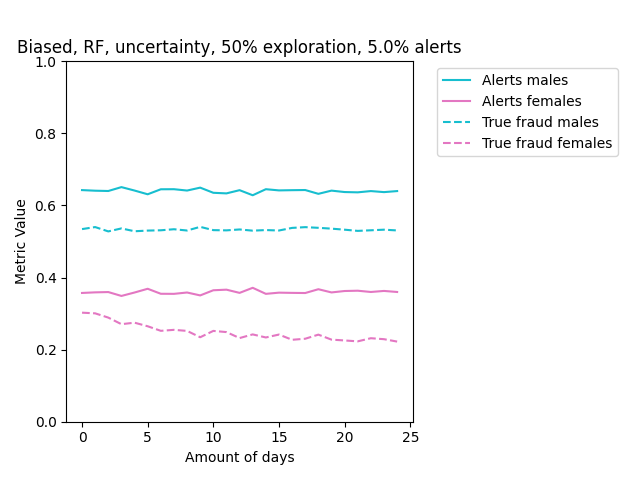 Biased, RF, uncertainty, 50% exploration, 5.0% alerts
Alerts males
Alerts females
True fraud males
True fraud females
Metric Value
1.0
0.8
0.6
0.4
0.2
0.0
0 5 10 15 20 25
Amount of days